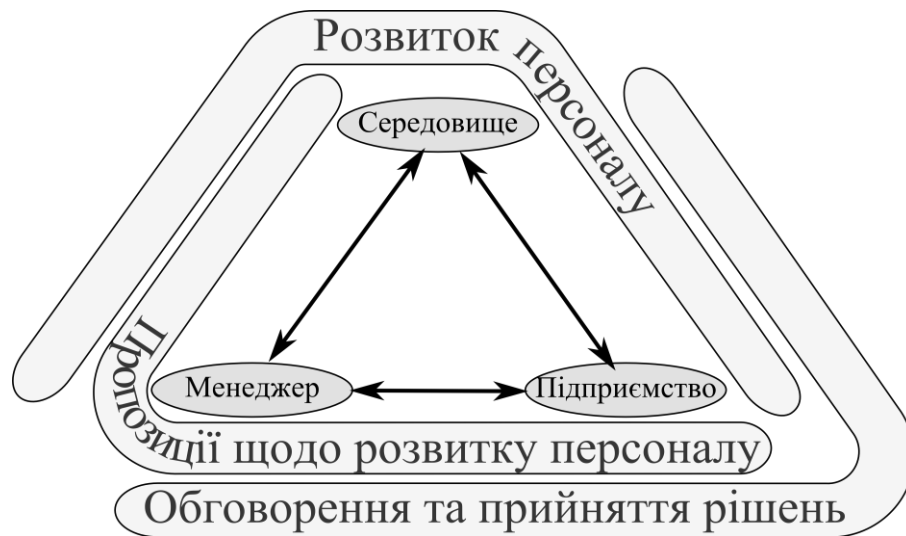 Розвиток персоналу
Середовище
Менеджер
Підприємство
Пропозиції щодо розвитку персоналу
Обговорення та прийняття рішень